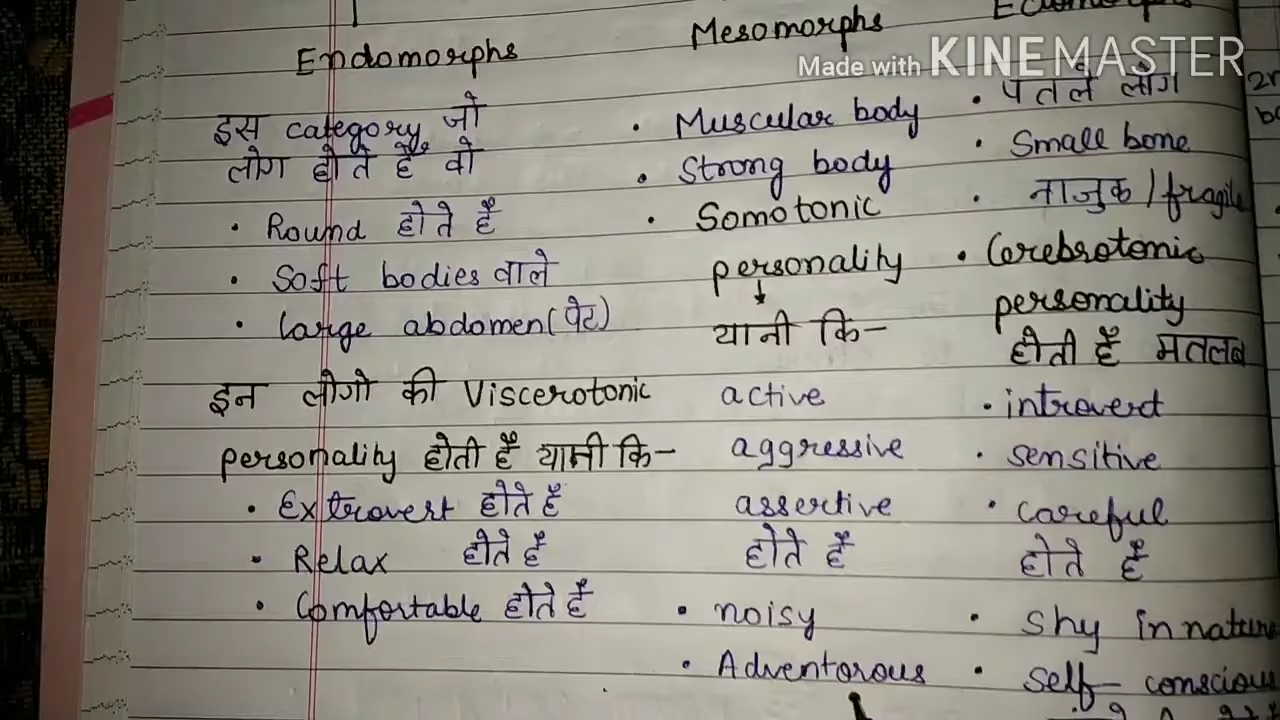 Endomorphs
इस category जो
लोग होते हैं वो
• Round होते हैं
• Soft bodies वाले
• large abdomen (पेट)
इन लोगो की Viscerotonic
personality होती हैं यानी कि-
• Extrovert होते हैं
• Relax होते हैं
• Comfortable होते हैं
Mesomorphs
• Muscular body
• Strong body
• Somotonic
personality
↓
यानी कि-
active
aggressive
assertive
होते हैं
• noisy
• Adventorous
Made with KINEMASTER
• पतले लोग
• Small bone
• नाजुक / fragile
• Cerebrotomic
personality
होती हैं मतलब
• introvert
• sensitive
• careful
होते हैं
• shy in nature
• self-conscious